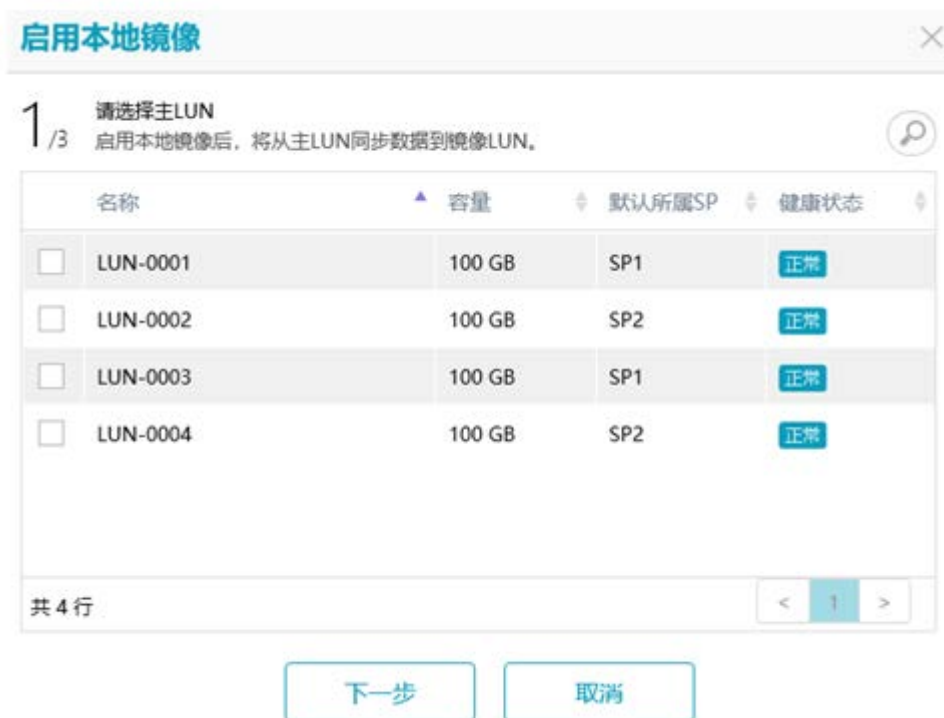 启用本地镜像
1/3
请选择主LUN
启用本地镜像后，将从主LUN同步数据到镜像LUN。
名称 容量 默认所属SP 健康状态
LUN-0001 100 GB SP1 正常
LUN-0002 100 GB SP2 正常
LUN-0003 100 GB SP1 正常
LUN-0004 100 GB SP2 正常
共 4 行 < 1 >
下一步 取消